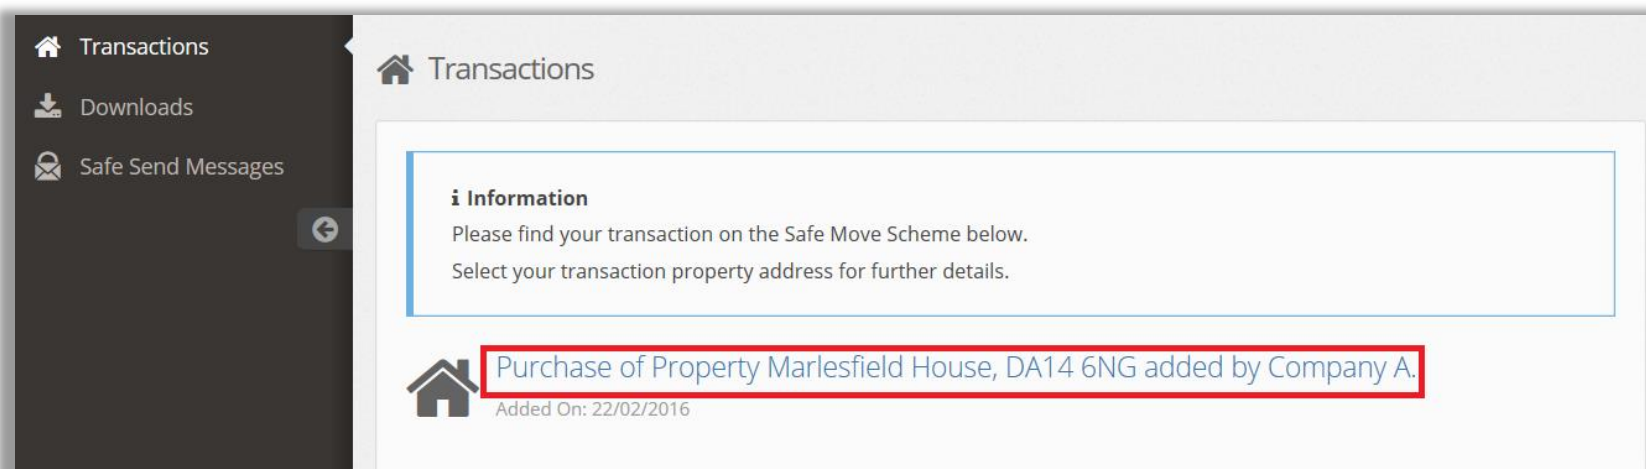 Transactions
Downloads
Safe Send Messages
Transactions
i Information
Please find your transaction on the Safe Move Scheme below.
Select your transaction property address for further details.
Purchase of Property Marlesfield House, DA14 6NG added by Company A.
Added On: 22/02/2016